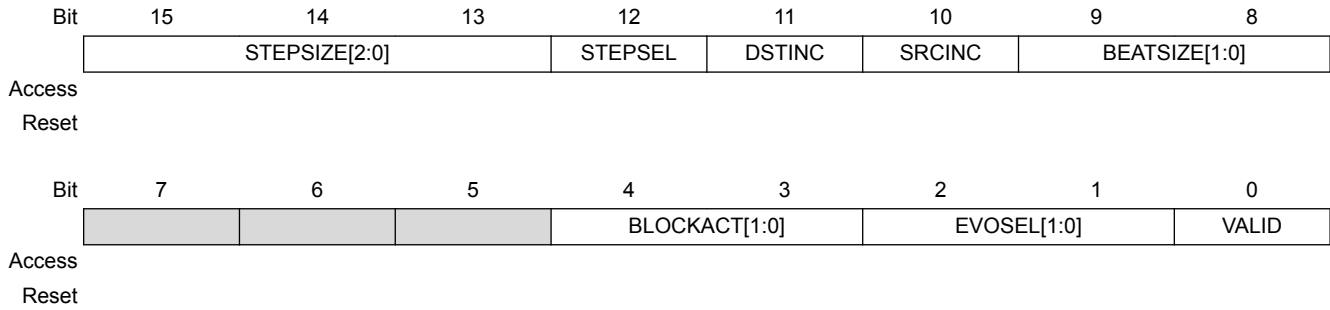 Bit 15 14 13 12 11 10 9 8
STEPSIZE[2:0] STEPSEL DSTINC SRCINC BEATSIZE[1:0]
Access
Reset
Bit 7 6 5 4 3 2 1 0
BLOCKACT[1:0] EVOSEL[1:0] VALID
Access
Reset